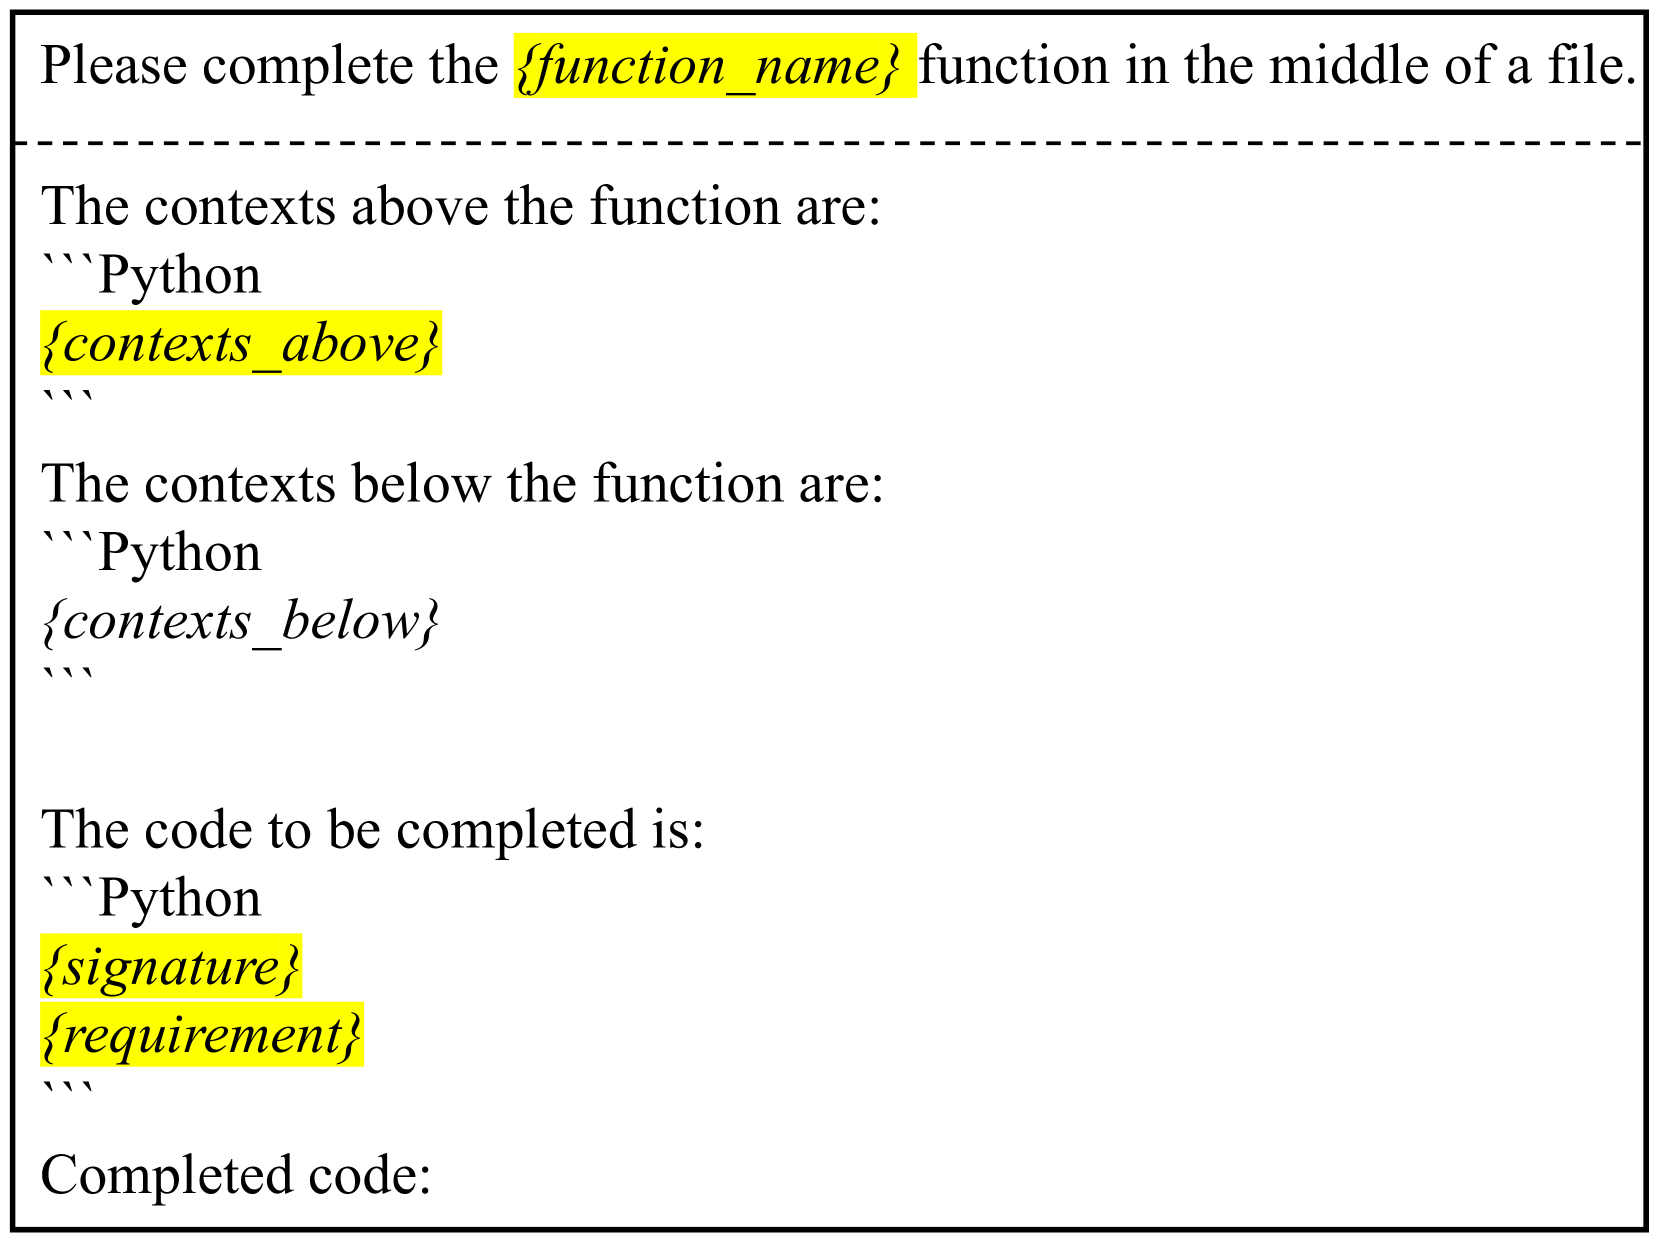 Please complete the {function_name} function in the middle of a file.
The contexts above the function are:
```Python
{contexts_above}
```
The contexts below the function are:
```Python
{contexts_below}
```
The code to be completed is:
```Python
{signature}
{requirement}
```
Completed code: